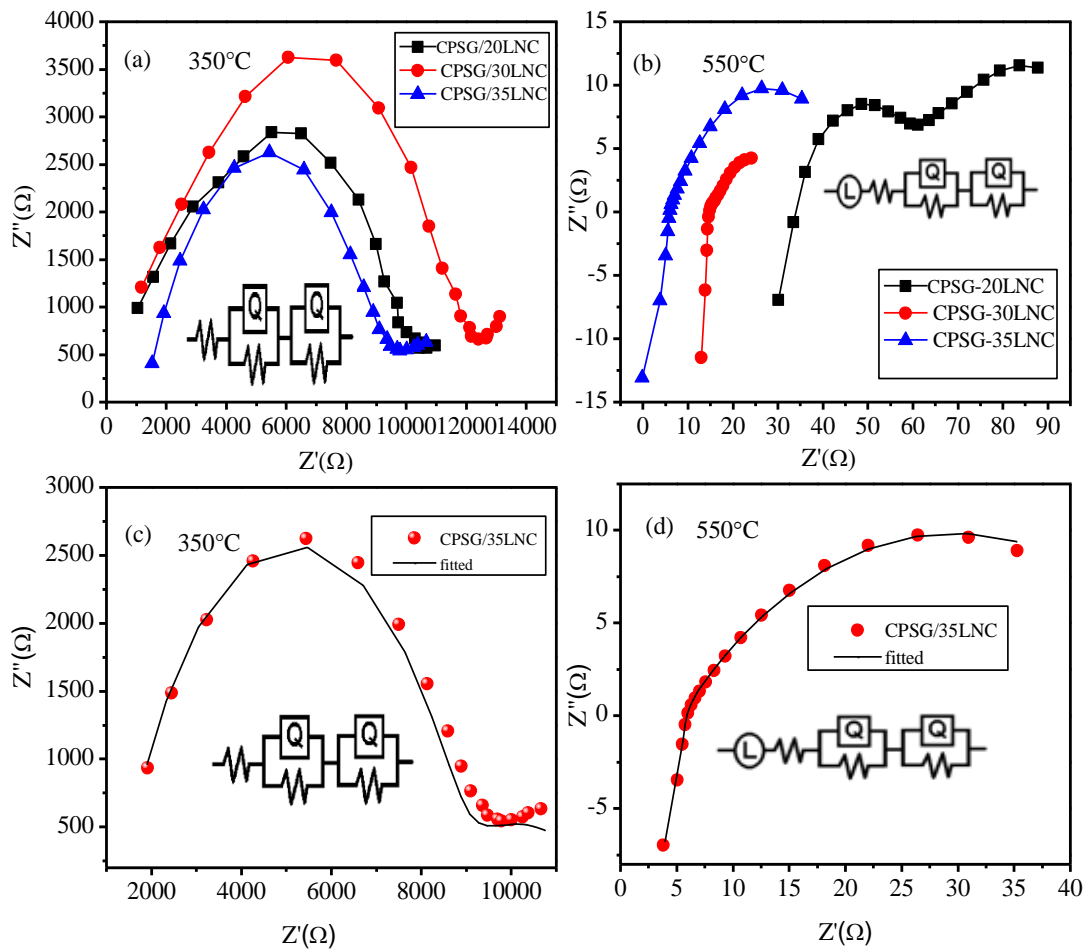 (a)
350°C
CPSG/20LNC
CPSG/30LNC
CPSG/35LNC
Q
Q
4000
3500
3000
2500
2000
1500
1000
500
0
0
2000
4000
6000
8000
10000
12000
14000
Z''(Ω)
Z'(Ω)
(b)
550°C
L
Q
Q
CPSG-20LNC
CPSG-30LNC
CPSG-35LNC
15
10
5
0
-5
-10
-15
0
10
20
30
40
50
60
70
80
90
Z''(Ω)
Z'(Ω)
(c)
350°C
CPSG/35LNC
fitted
Q
Q
3000
2500
2000
1500
1000
500
2000
4000
6000
8000
10000
Z''(Ω)
Z'(Ω)
(d)
550°C
CPSG/35LNC
fitted
L
Q
Q
10
5
0
-5
0
5
10
15
20
25
30
35
40
Z''(Ω)
Z'(Ω)